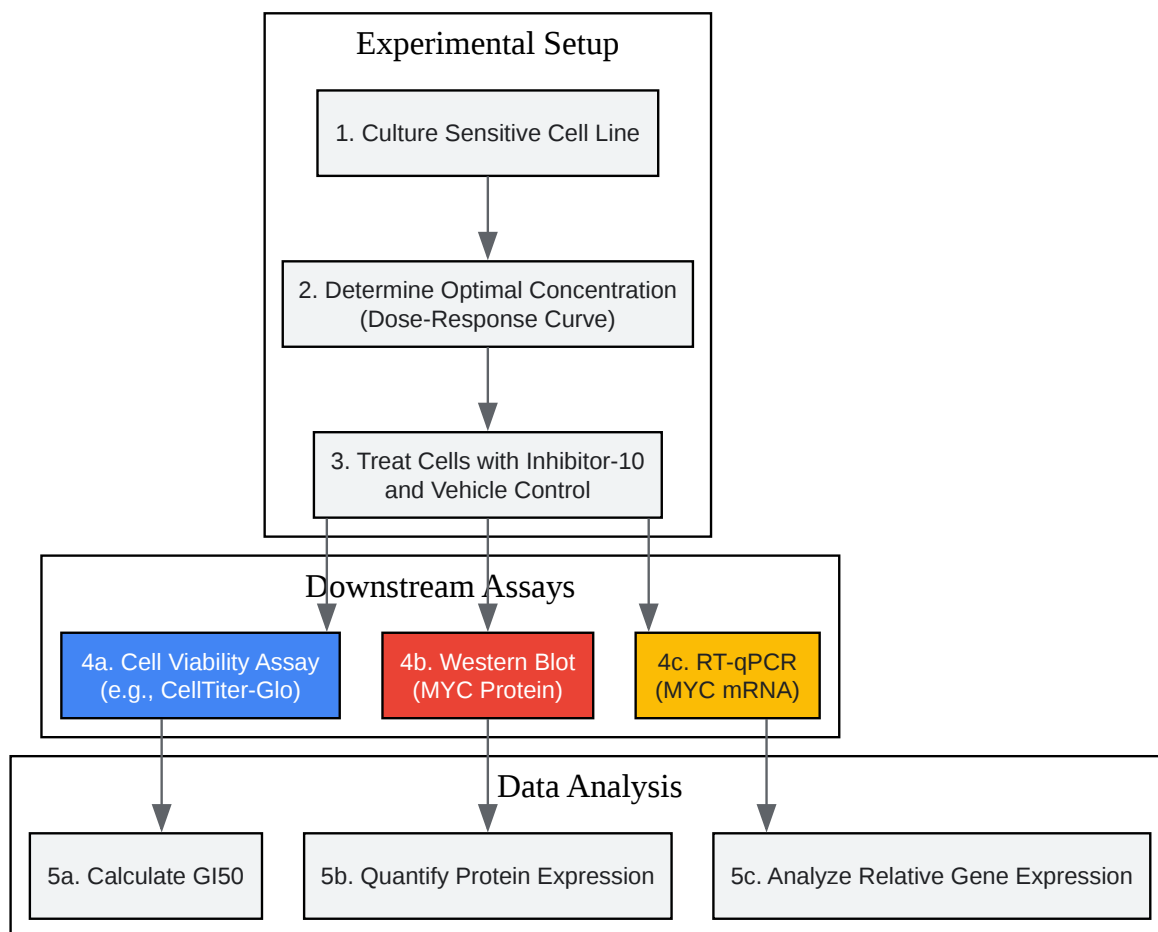 Experimental Setup
1. Culture Sensitive Cell Line
2. Determine Optimal Concentration
(Dose-Response Curve)
3. Treat Cells with Inhibitor-10
and Vehicle Control
Downstream Assays
4a. Cell Viability Assay
(e.g., CellTiter-Glo)
4b. Western Blot
(MYC Protein)
4c. RT-qPCR
(MYC mRNA)
Data Analysis
5a. Calculate GI50
5b. Quantify Protein Expression
5c. Analyze Relative Gene Expression